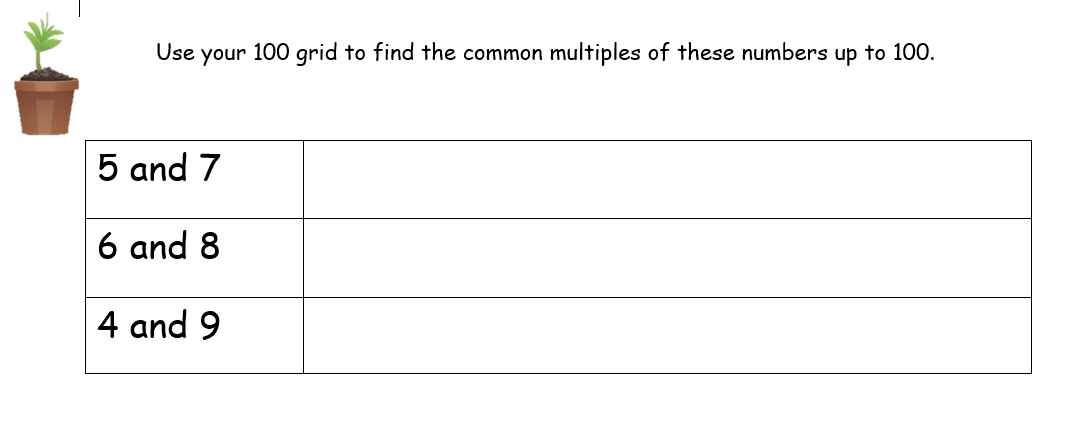 Use your 100 grid to find the common multiples of these numbers up to 100.
5 and 7
6 and 8
4 and 9